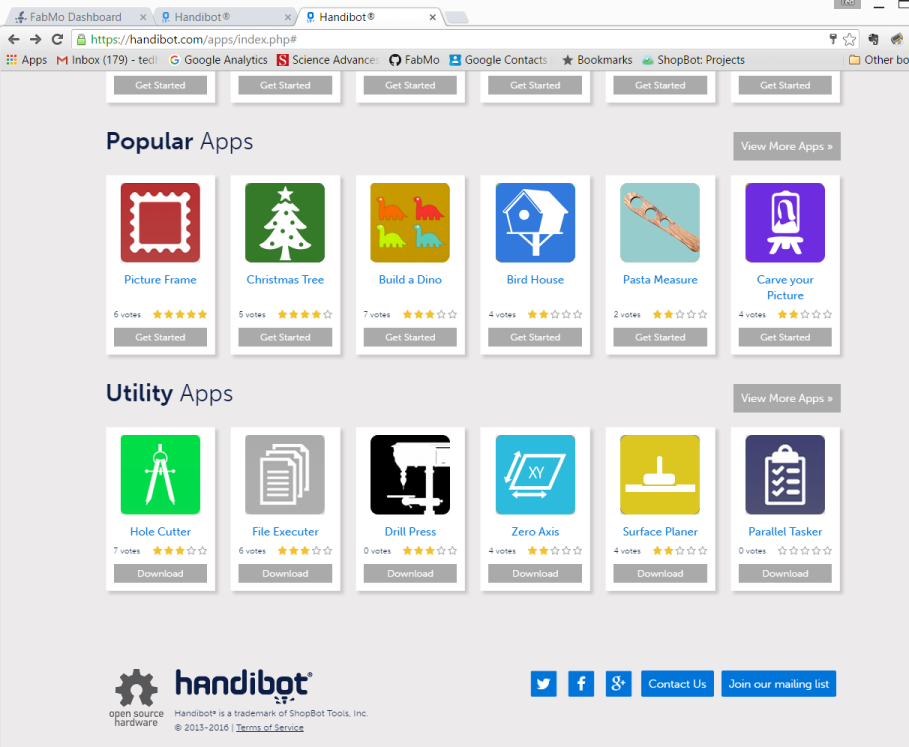 Ted
FabMo Dashboard
Handibot®
Handibot®
https://handibot.com/apps/index.php#
Apps
Inbox (179) - ted
Google Analytics
Science Advance
FabMo
Google Contacts
Bookmarks
ShopBot: Projects
Other bo
Get Started
Get Started
Get Started
Get Started
Get Started
Get Started
Popular Apps
View More Apps »
Picture Frame
6 votes
Get Started
Christmas Tree
5 votes
Get Started
Build a Dino
7 votes
Get Started
Bird House
4 votes
Get Started
Pasta Measure
2 votes
Get Started
Carve your
Picture
4 votes
Get Started
Utility Apps
View More Apps »
Hole Cutter
7 votes
Download
File Executer
6 votes
Download
Drill Press
0 votes
Download
XY
Zero Axis
4 votes
Download
Surface Planer
4 votes
Download
Parallel Tasker
0 votes
Download
open source
hardware
handibot®
Handibot® is a trademark of ShopBot Tools, Inc.
© 2013-2016 | Terms of Service
g+
Contact Us
Join our mailing list